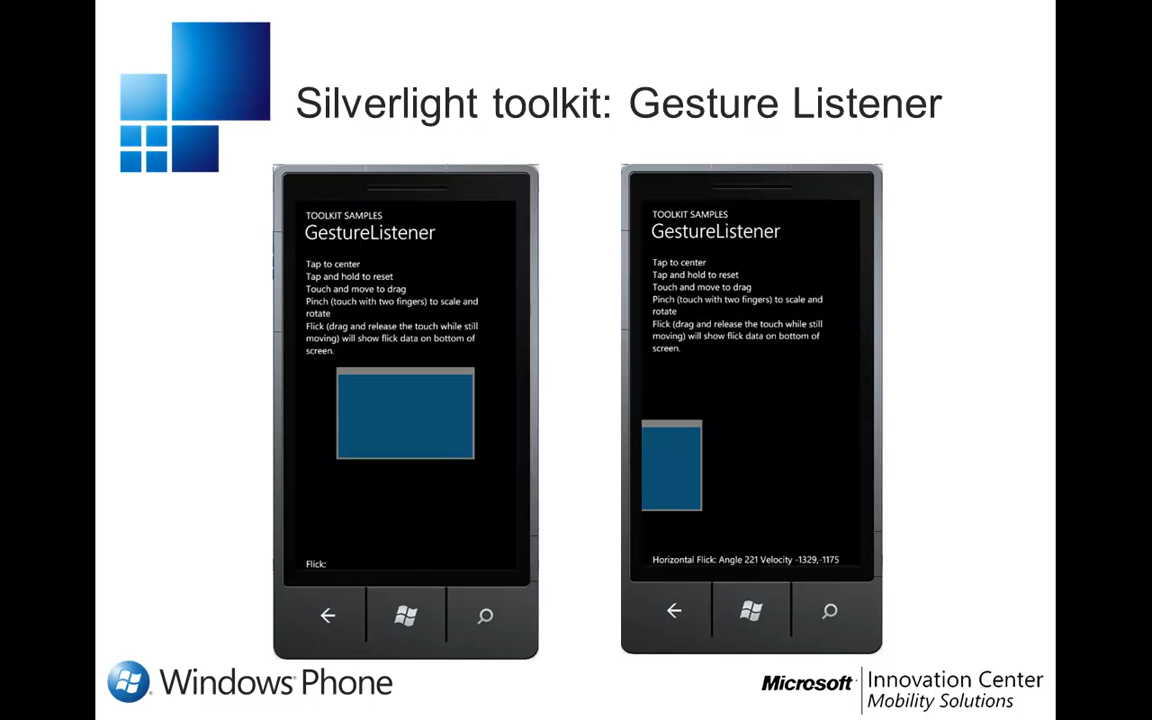 Silverlight toolkit: Gesture Listener
TOOLKIT SAMPLES
GestureListener
Tap to center
Tap and hold to reset
Touch and move to drag
Pinch (touch with two fingers) to scale and
rotate
Flick (drag and release the touch while still
moving) will show flick data on bottom of
screen.
Flick:
TOOLKIT SAMPLES
GestureListener
Tap to center
Tap and hold to reset
Touch and move to drag
Pinch (touch with two fingers) to scale and
rotate
Flick (drag and release the touch while still
moving) will show flick data on bottom of
screen.
Horizontal Flick: Angle 221 Velocity -1329,-1175
Windows Phone
Microsoft
Innovation Center
Mobility Solutions